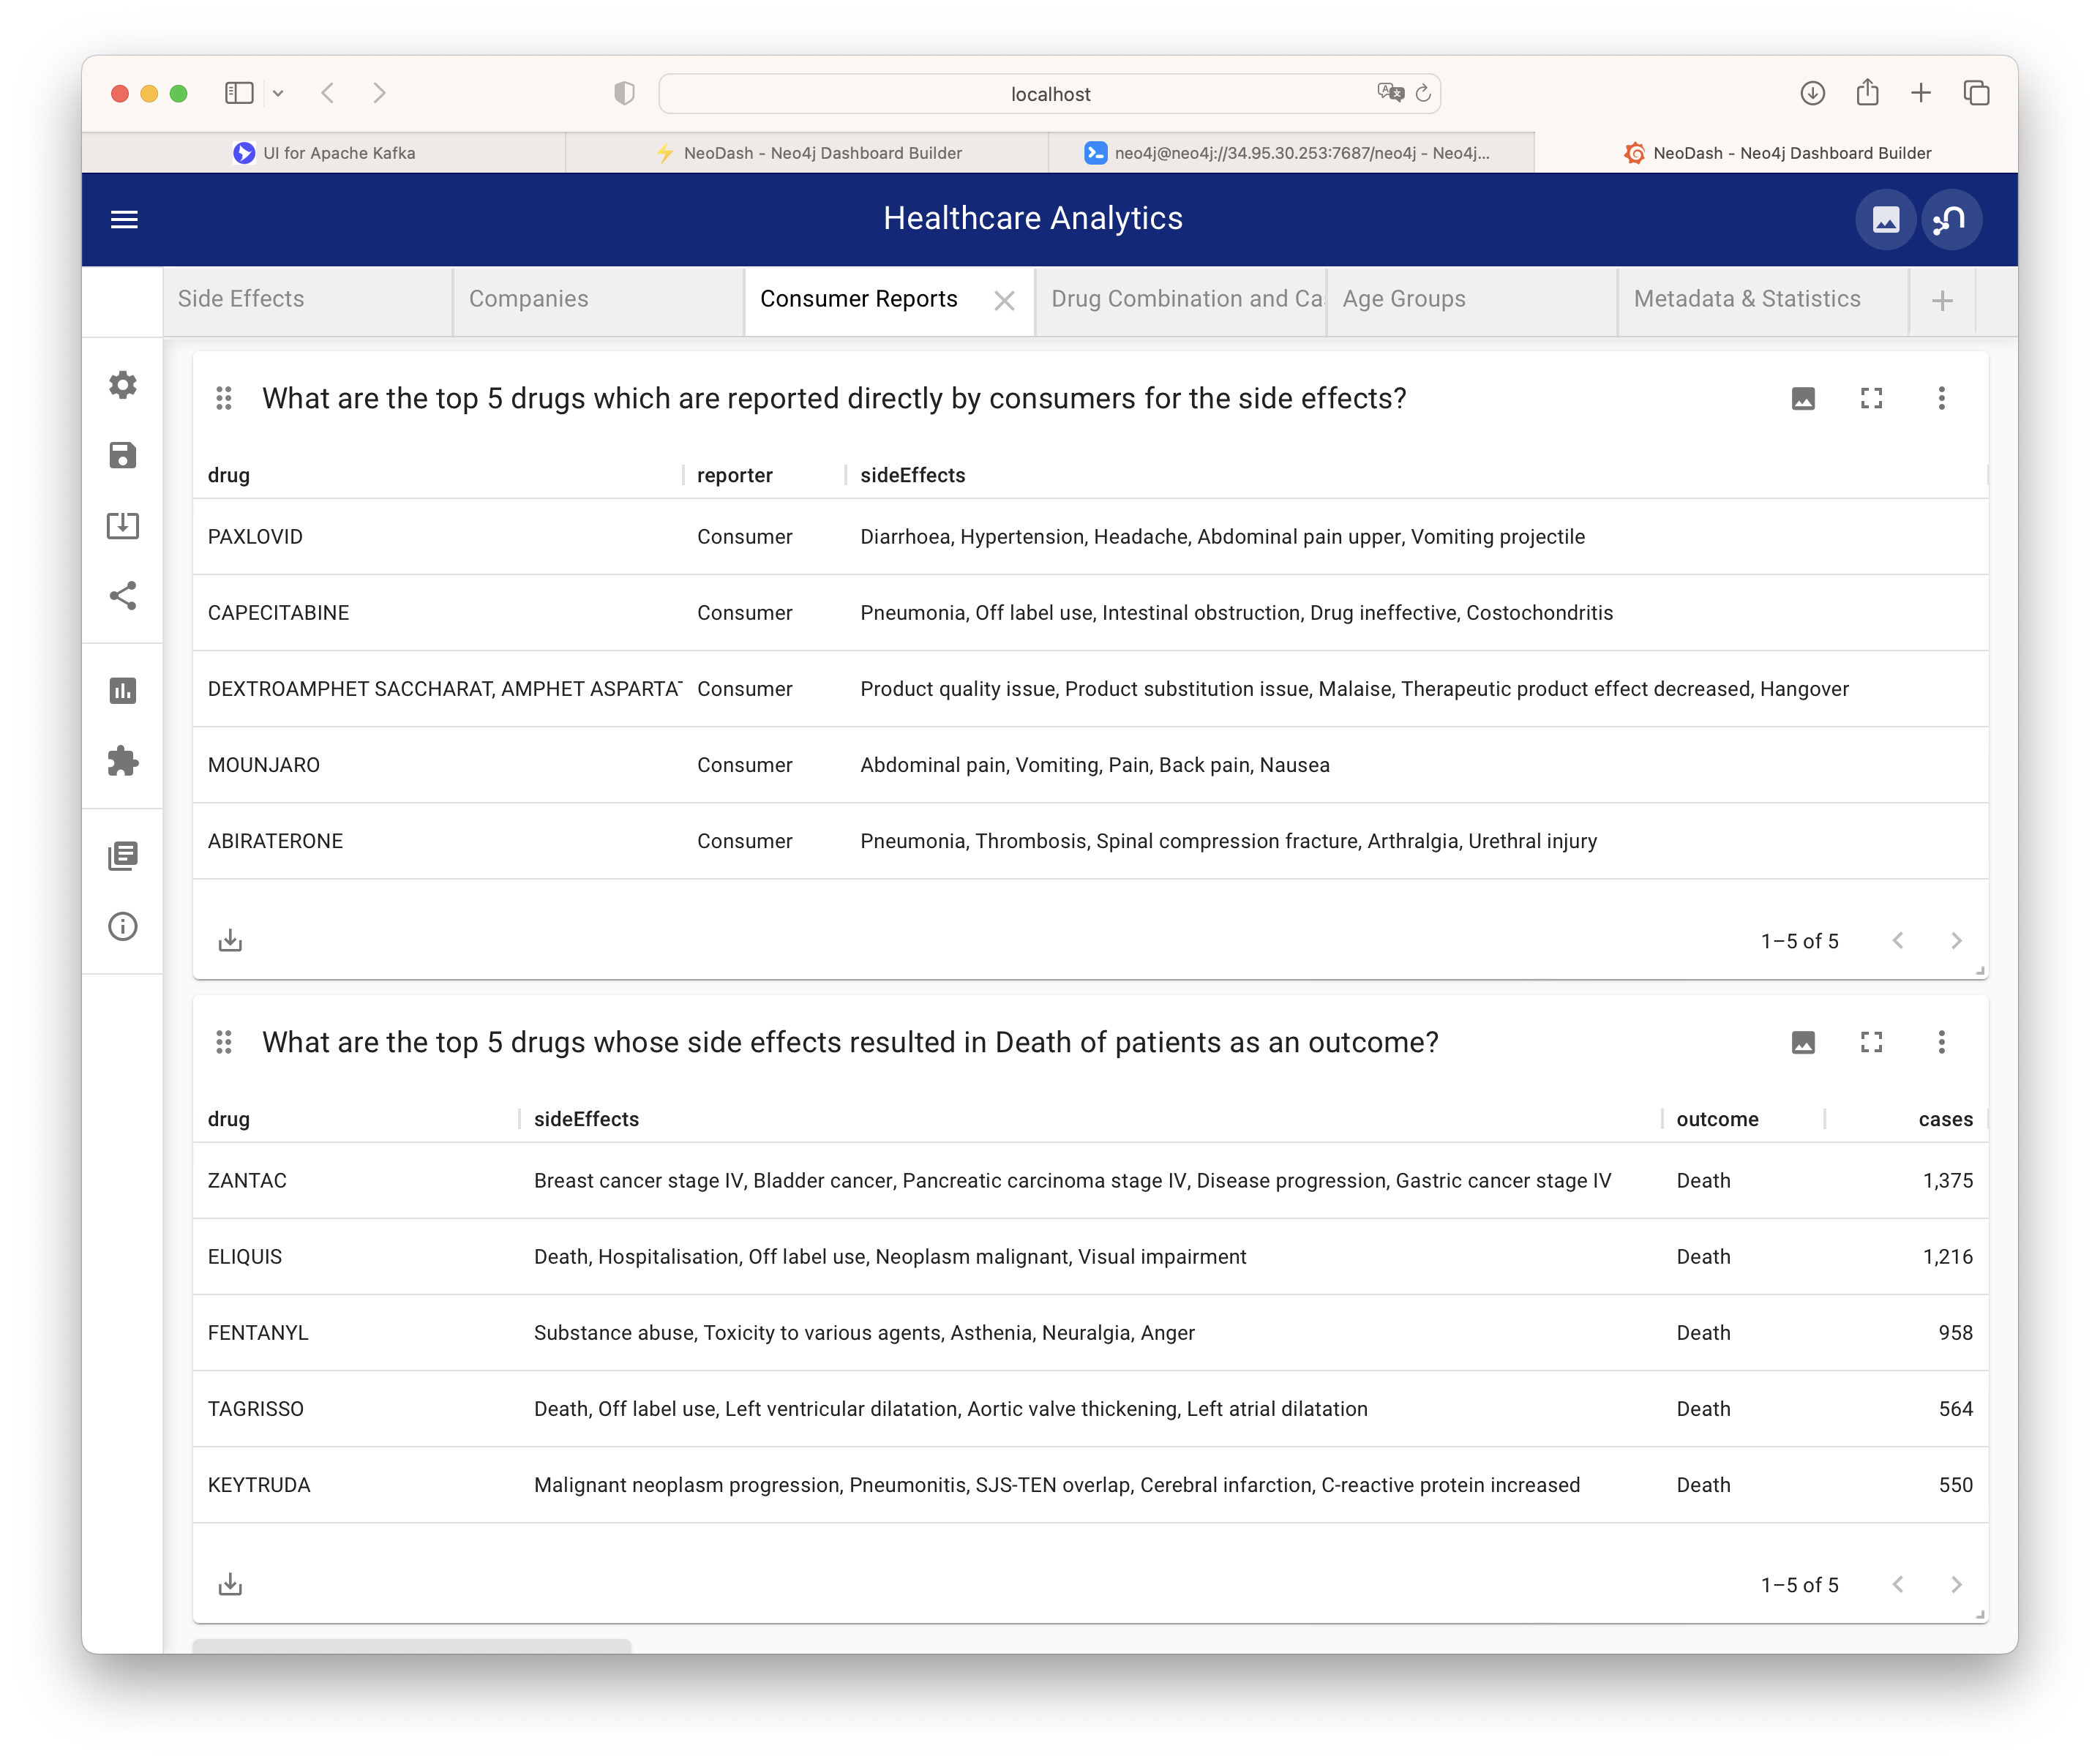 localhost
UI for Apache Kafka
NeoDash - Neo4j Dashboard Builder
neo4j@neo4j://34.95.30.253:7687/neo4j - Neo4j...
NeoDash - Neo4j Dashboard Builder
Healthcare Analytics
Side Effects
Companies
Consumer Reports
Drug Combination and Ca
Age Groups
Metadata & Statistics
What are the top 5 drugs which are reported directly by consumers for the side effects?
drug reporter sideEffects
PAXLOVID Consumer Diarrhoea, Hypertension, Headache, Abdominal pain upper, Vomiting projectile
CAPECITABINE Consumer Pneumonia, Off label use, Intestinal obstruction, Drug ineffective, Costochondritis
DEXTROAMPHET SACCHARAT, AMPHET ASPARTAT Consumer Product quality issue, Product substitution issue, Malaise, Therapeutic product effect decreased, Hangover
MOUNJARO Consumer Abdominal pain, Vomiting, Pain, Back pain, Nausea
ABIRATERONE Consumer Pneumonia, Thrombosis, Spinal compression fracture, Arthralgia, Urethral injury
1–5 of 5
What are the top 5 drugs whose side effects resulted in Death of patients as an outcome?
drug sideEffects outcome cases
ZANTAC Breast cancer stage IV, Bladder cancer, Pancreatic carcinoma stage IV, Disease progression, Gastric cancer stage IV Death 1,375
ELIQUIS Death, Hospitalisation, Off label use, Neoplasm malignant, Visual impairment Death 1,216
FENTANYL Substance abuse, Toxicity to various agents, Asthenia, Neuralgia, Anger Death 958
TAGRISSO Death, Off label use, Left ventricular dilatation, Aortic valve thickening, Left atrial dilatation Death 564
KEYTRUDA Malignant neoplasm progression, Pneumonitis, SJS-TEN overlap, Cerebral infarction, C-reactive protein increased Death 550
1–5 of 5